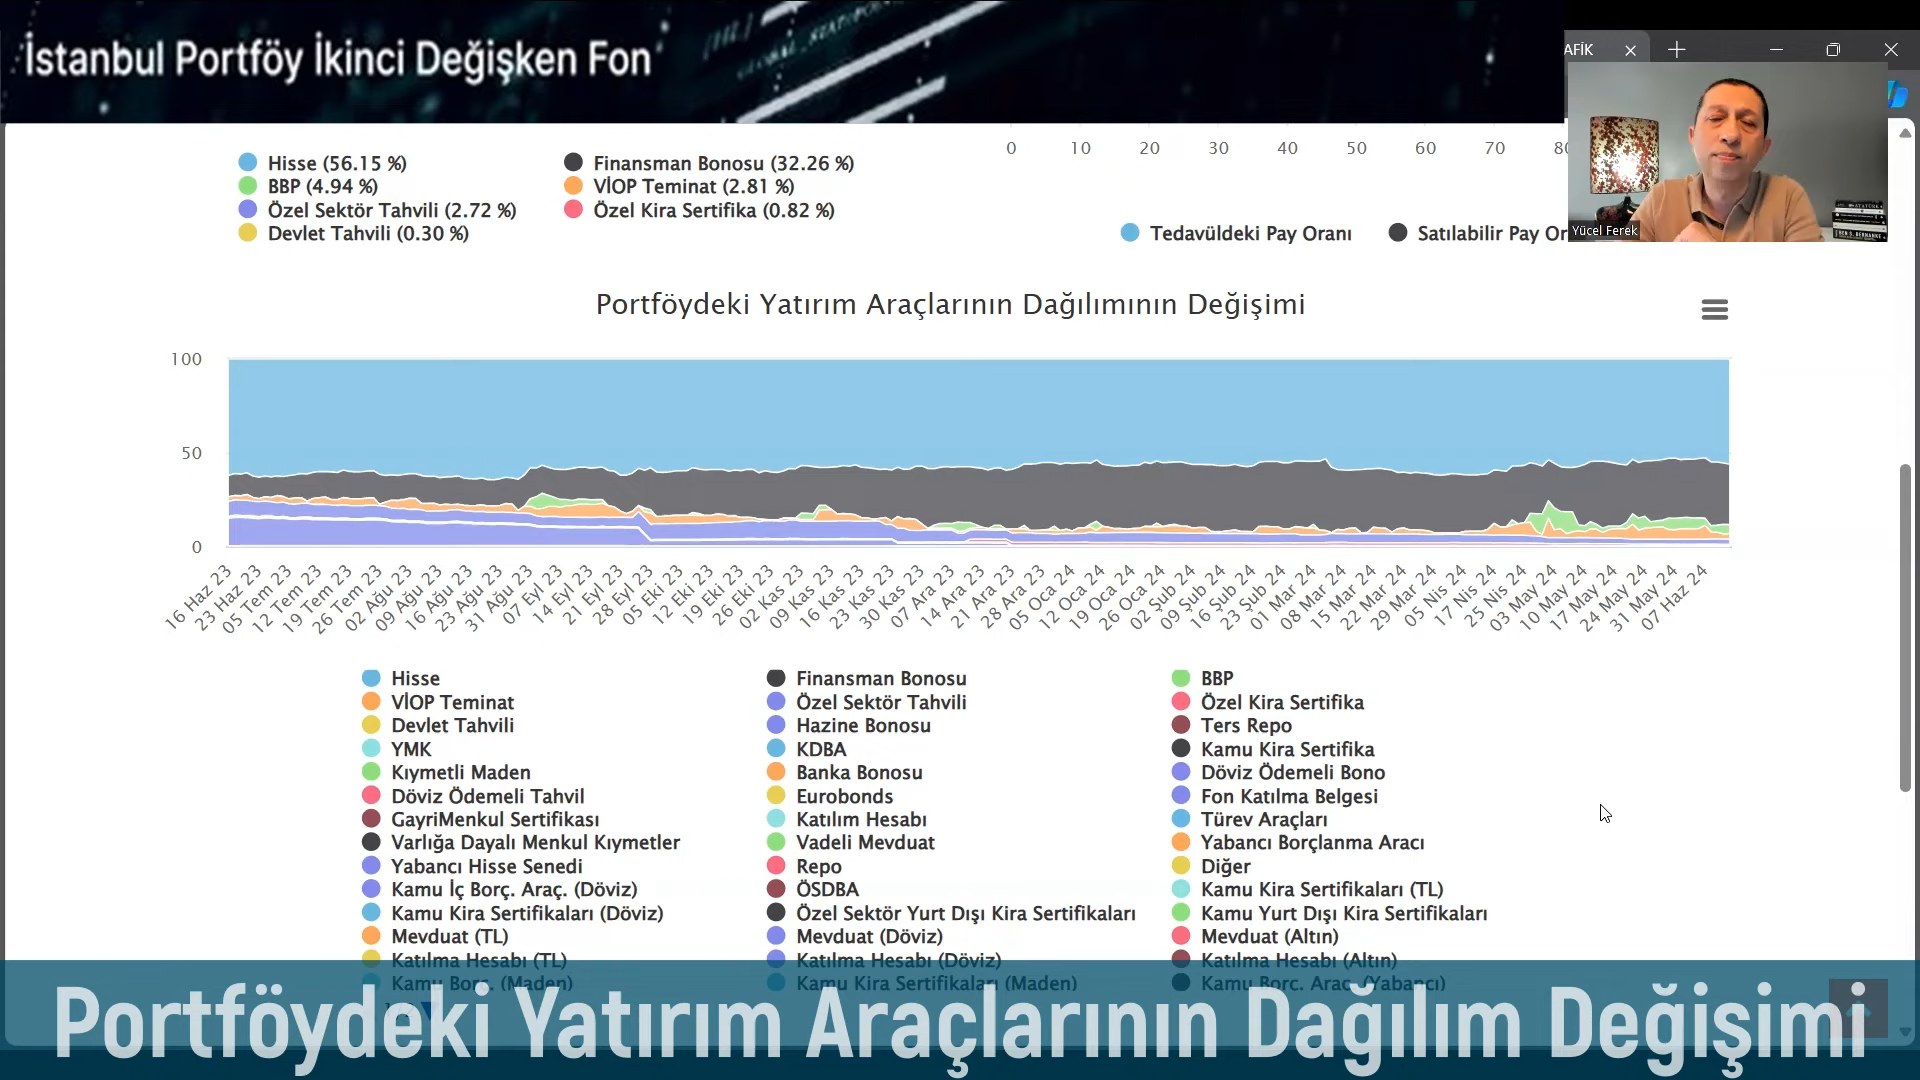 İstanbul Portföy İkinci Değişken Fon
AFİK
Yücel Ferek
Hisse (56.15 %)
Finansman Bonosu (32.26 %)
BBP (4.94 %)
VİOP Teminat (2.81 %)
Özel Sektör Tahvili (2.72 %)
Özel Kira Sertifika (0.82 %)
Devlet Tahvili (0.30 %)
0 10 20 30 40 50 60 70
Tedavüldeki Pay Oranı
Satılabilir Pay Or
Portföydeki Yatırım Araçlarının Dağılımının Değişimi
100
50
0
16 Haz 23
23 Haz 23
05 Tem 23
12 Tem 23
19 Tem 23
26 Tem 23
02 Ağu 23
09 Ağu 23
16 Ağu 23
23 Ağu 23
31 Ağu 23
07 Eyl 23
14 Eyl 23
21 Eyl 23
28 Eyl 23
05 Eki 23
12 Eki 23
19 Eki 23
26 Eki 23
02 Kas 23
09 Kas 23
16 Kas 23
23 Kas 23
30 Kas 23
07 Ara 23
14 Ara 23
21 Ara 23
28 Ara 23
05 Oca 24
12 Oca 24
19 Oca 24
26 Oca 24
02 Şub 24
09 Şub 24
16 Şub 24
23 Şub 24
01 Mar 24
08 Mar 24
15 Mar 24
22 Mar 24
29 Mar 24
05 Nis 24
17 Nis 24
25 Nis 24
03 May 24
10 May 24
17 May 24
24 May 24
31 May 24
07 Haz 24
Hisse
Finansman Bonosu
BBP
VİOP Teminat
Özel Sektör Tahvili
Özel Kira Sertifika
Devlet Tahvili
Hazine Bonosu
Ters Repo
YMK
KDBA
Kamu Kira Sertifika
Kıymetli Maden
Banka Bonosu
Döviz Ödemeli Bono
Döviz Ödemeli Tahvil
Eurobonds
Fon Katılma Belgesi
GayriMenkul Sertifikası
Katılım Hesabı
Türev Araçları
Varlığa Dayalı Menkul Kıymetler
Vadeli Mevduat
Yabancı Borçlanma Aracı
Yabancı Hisse Senedi
Repo
Diğer
Kamu İç Borç. Araç. (Döviz)
ÖSDBA
Kamu Kira Sertifikaları (TL)
Kamu Kira Sertifikaları (Döviz)
Özel Sektör Yurt Dışı Kira Sertifikaları
Kamu Yurt Dışı Kira Sertifikaları
Mevduat (TL)
Mevduat (Döviz)
Mevduat (Altın)
Katılma Hesabı (TL)
Katılma Hesabı (Döviz)
Katılma Hesabı (Altın)
Kamu Borç. (Maden)
Kamu Kira Sertifikaları (Maden)
Kamu Borç. Araç. (Yabancı)
Portföydeki Yatırım Araçlarının Dağılım Değişimi